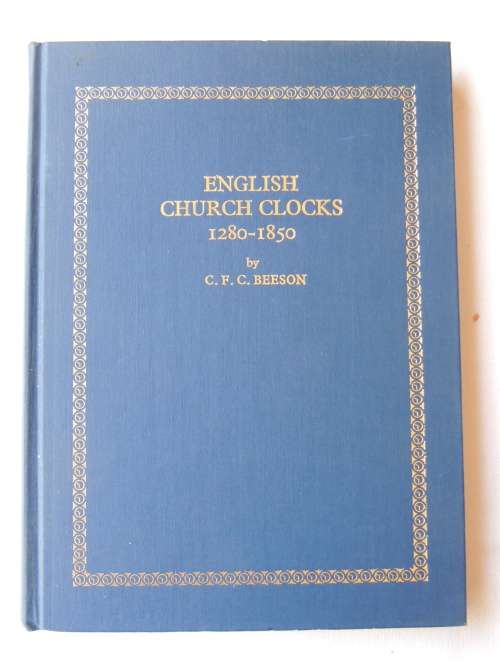 ENGLISH
CHURCH CLOCKS
1280-1850
by
C. F. C. BEESON